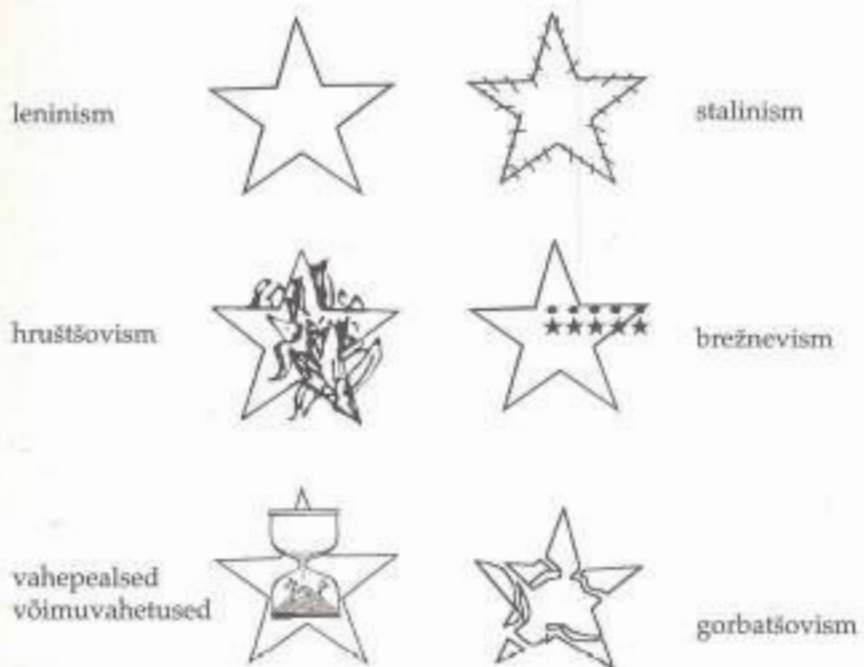 leninism
stalinism
hruštšovism
brežnevism
vahepealsed
võimuvahetused
gorbatšovism